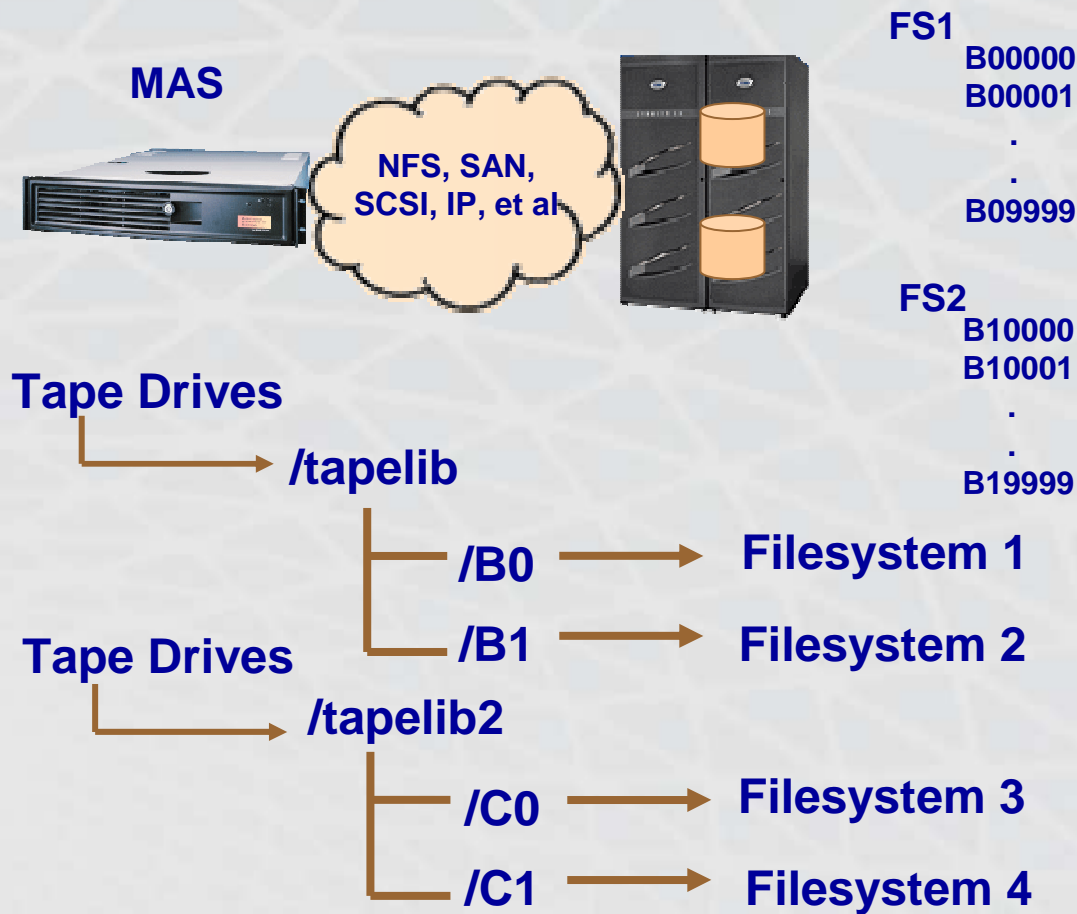 MAS
NFS, SAN,
SCSI, IP, et al
FS1
B00000
B00001
.
.
B09999
FS2
B10000
B10001
.
.
B19999
Tape Drives
/tapelib
/B0
Filesystem 1
/B1
Filesystem 2
Tape Drives
/tapelib2
/C0
Filesystem 3
/C1
Filesystem 4